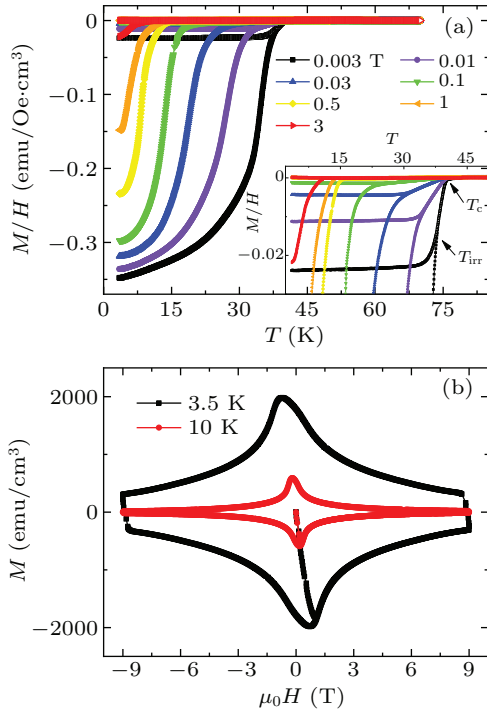 (a)
0
−0.1
−0.2
−0.3
M/H (emu/Oe·cm³)
0.003 T 0.01
0.03 0.1
0.5 1
3
T
15 30 45
0
−0.02
M/H
Tc
Tirr
0 15 30 45 60 75 90
T (K)
(b)
2000
0
−2000
M (emu/cm³)
3.5 K
10 K
−9 −6 −3 0 3 6 9
μ₀H (T)